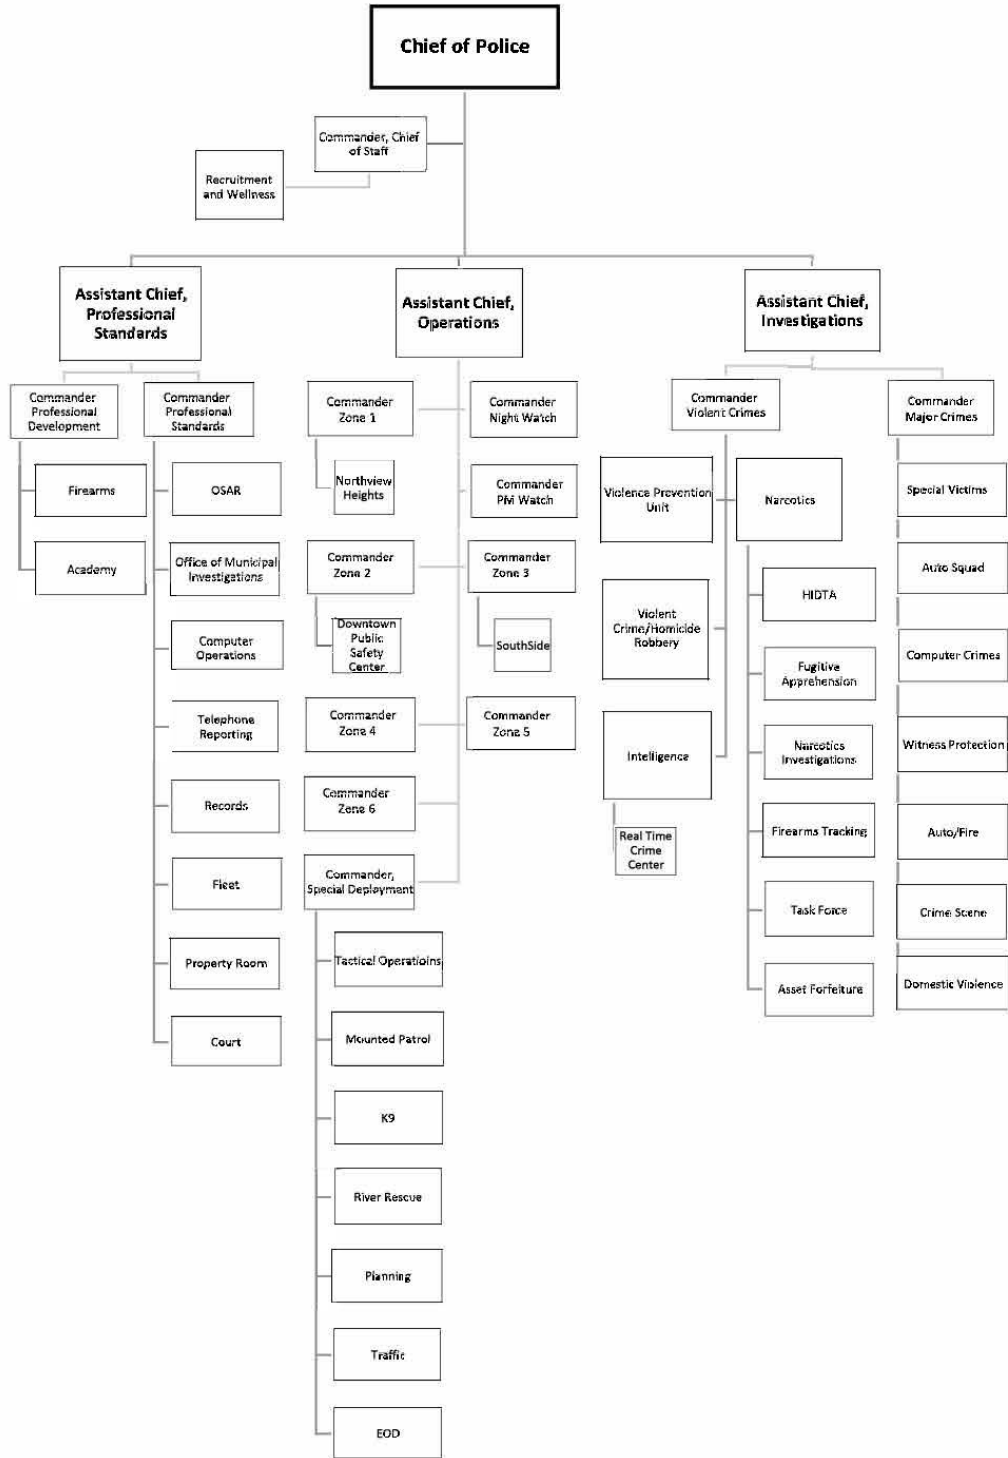 Chief of Police
Commander, Chief
of Staff
Recruitment
and Wellness
Assistant Chief,
Professional
Standards
Assistant Chief,
Operations
Assistant Chief,
Investigations
Commander
Professional
Development
Commander
Professional
Standards
Firearms
Academy
OSAR
Office of Municipal
Investigations
Computer
Operations
Telephone
Reporting
Records
Fleet
Property Room
Court
Commander
Zone 1
Commander
Night Watch
Northview
Heights
Commander
PM Watch
Commander
Zone 2
Commander
Zone 3
Downtown
Public
Safety
Center
SouthSide
Commander
Zone 4
Commander
Zone 5
Commander
Zone 6
Commander,
Special Deployment
Tactical Operatioins
Mounted Patrol
K9
River Rescue
Planning
Traffic
EOD
Commander
Violent Crimes
Violence Prevention
Unit
Narcotics
Violent
Crime/Homicide
Robbery
Intelligence
Real Time
Crime
Center
HIDTA
Fugitive
Apprehension
Narcotics
Investigations
Firearms Tracking
Task Force
Asset Forfeiture
Commander
Major Crimes
Special Victims
Auto Squad
Computer Crimes
Witness Protection
Auto/Fire
Crime Scene
Domestic Violence